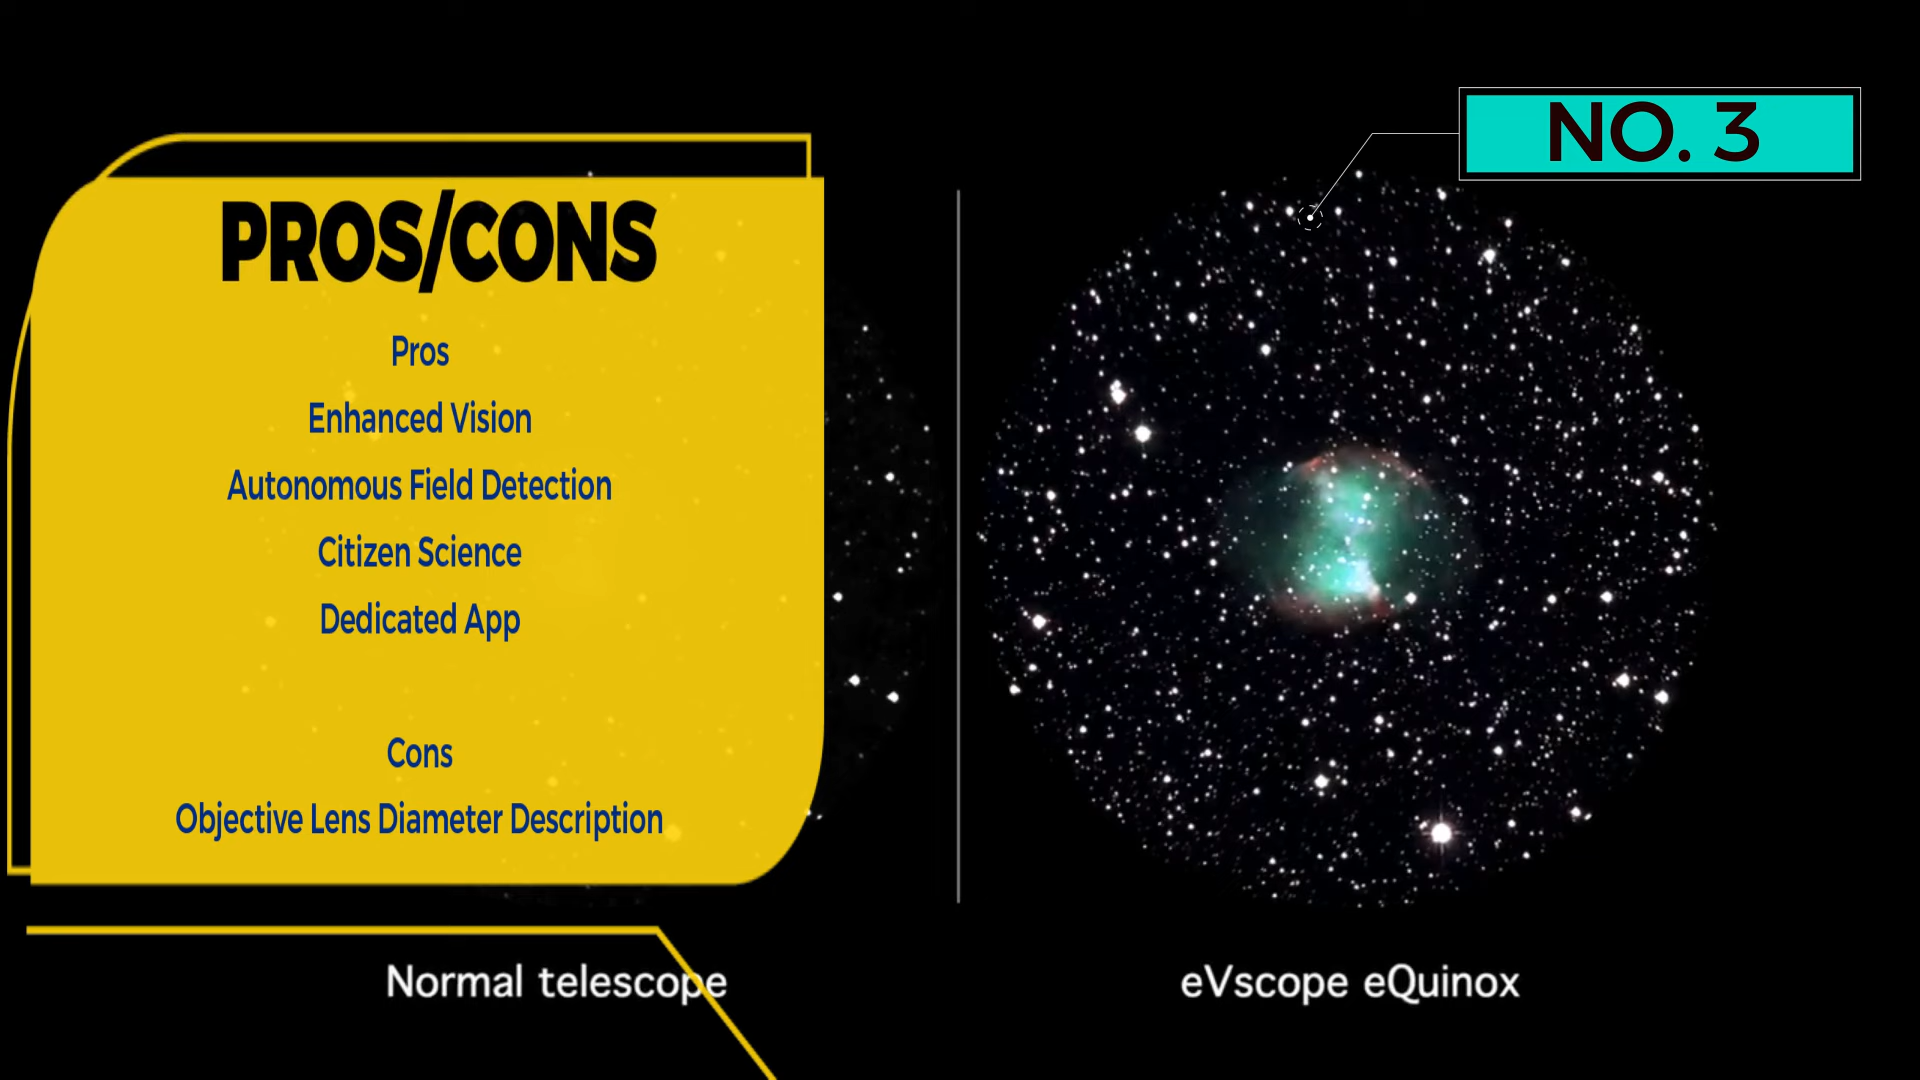 NO. 3
PROS/CONS
Pros
Enhanced Vision
Autonomous Field Detection
Citizen Science
Dedicated App
Cons
Objective Lens Diameter Description
Normal telescope
eVscope eQuinox